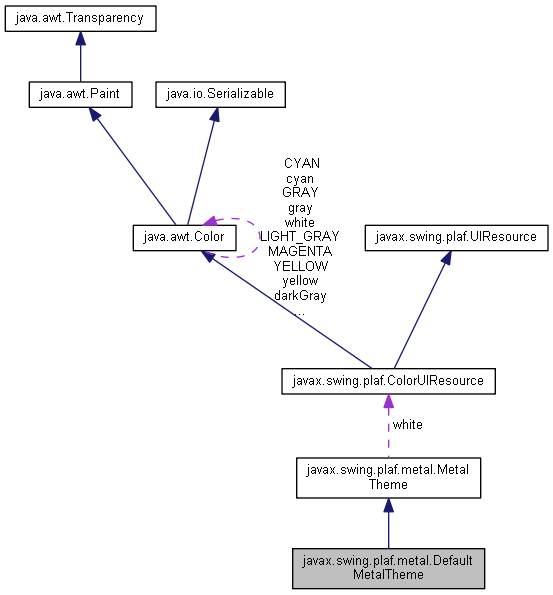 java.awt.Transparency
java.awt.Paint
java.io.Serializable
CYAN
cyan
GRAY
gray
white
LIGHT_GRAY
MAGENTA
YELLOW
yellow
darkGray
...
java.awt.Color
javax.swing.plaf.UIResource
javax.swing.plaf.ColorUIResource
white
javax.swing.plaf.metal.Metal
Theme
javax.swing.plaf.metal.Default
MetalTheme